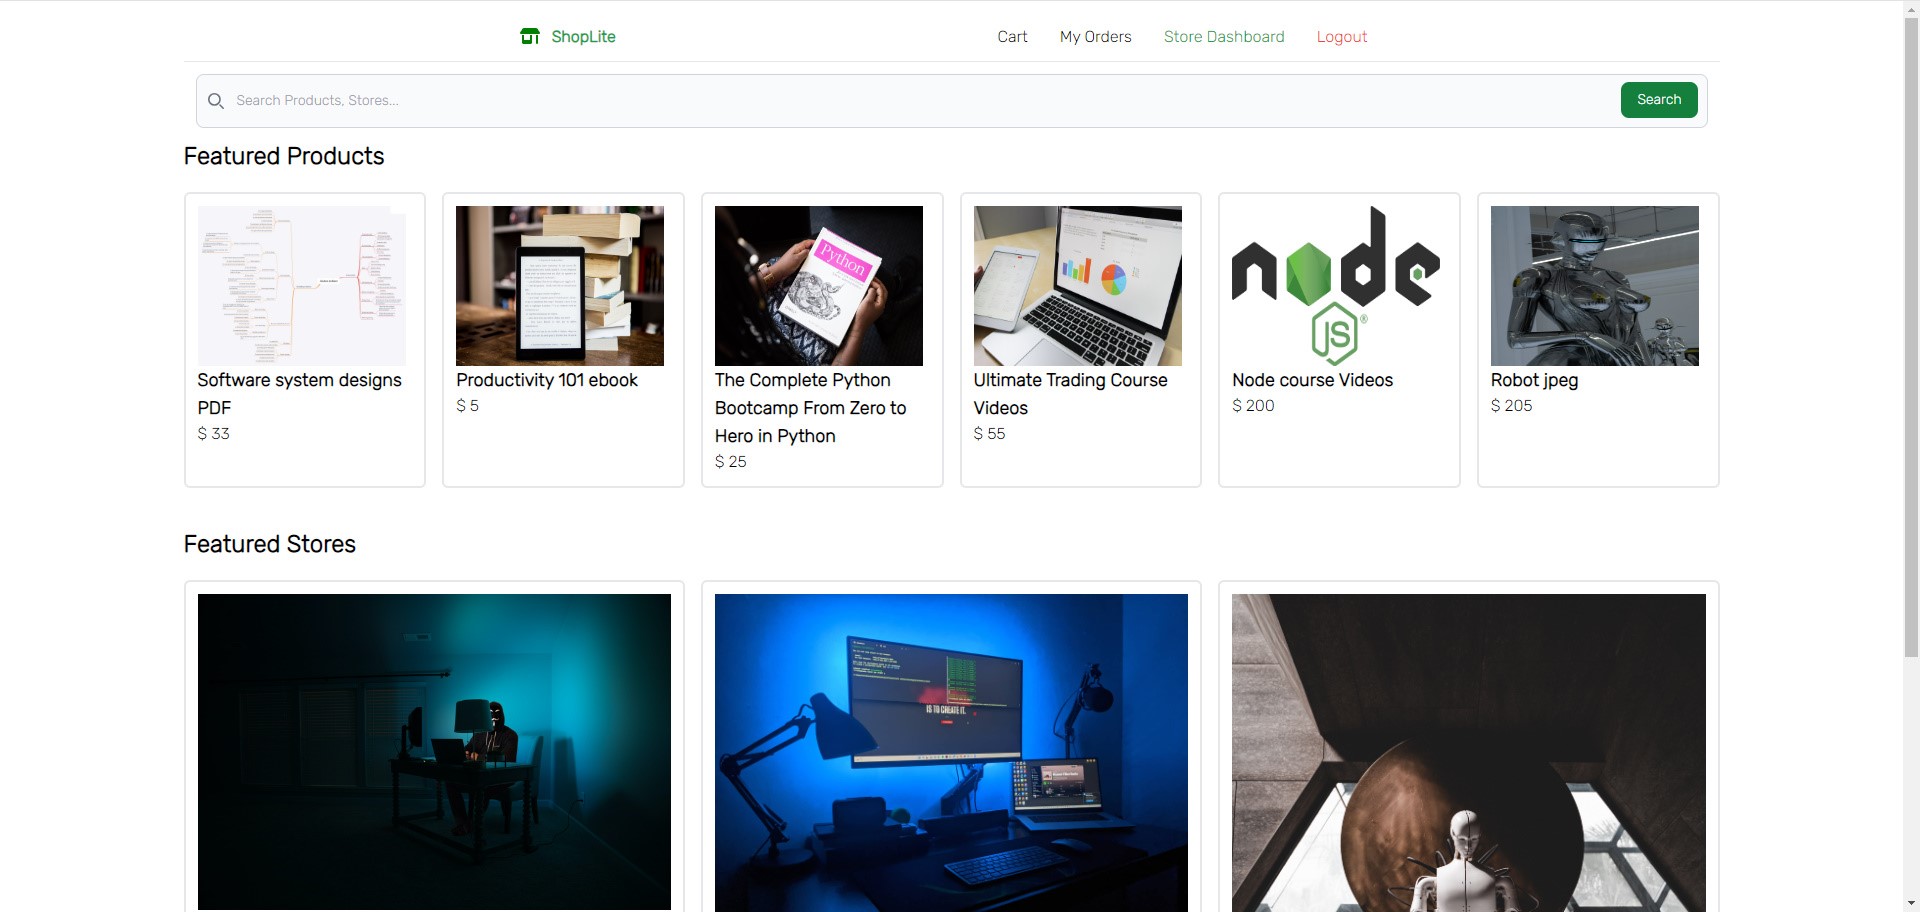 ShopLite
Cart
My Orders
Store Dashboard
Logout
Search Products, Stores...
Search
Featured Products
Software system designs
PDF
$ 33
Productivity 101 ebook
$ 5
Python
The Complete Python
Bootcamp From Zero to
Hero in Python
$ 25
Ultimate Trading Course
Videos
$ 55
node
JS
®
Node course Videos
$ 200
Robot jpeg
$ 205
Featured Stores
IS TO CREATE IT.